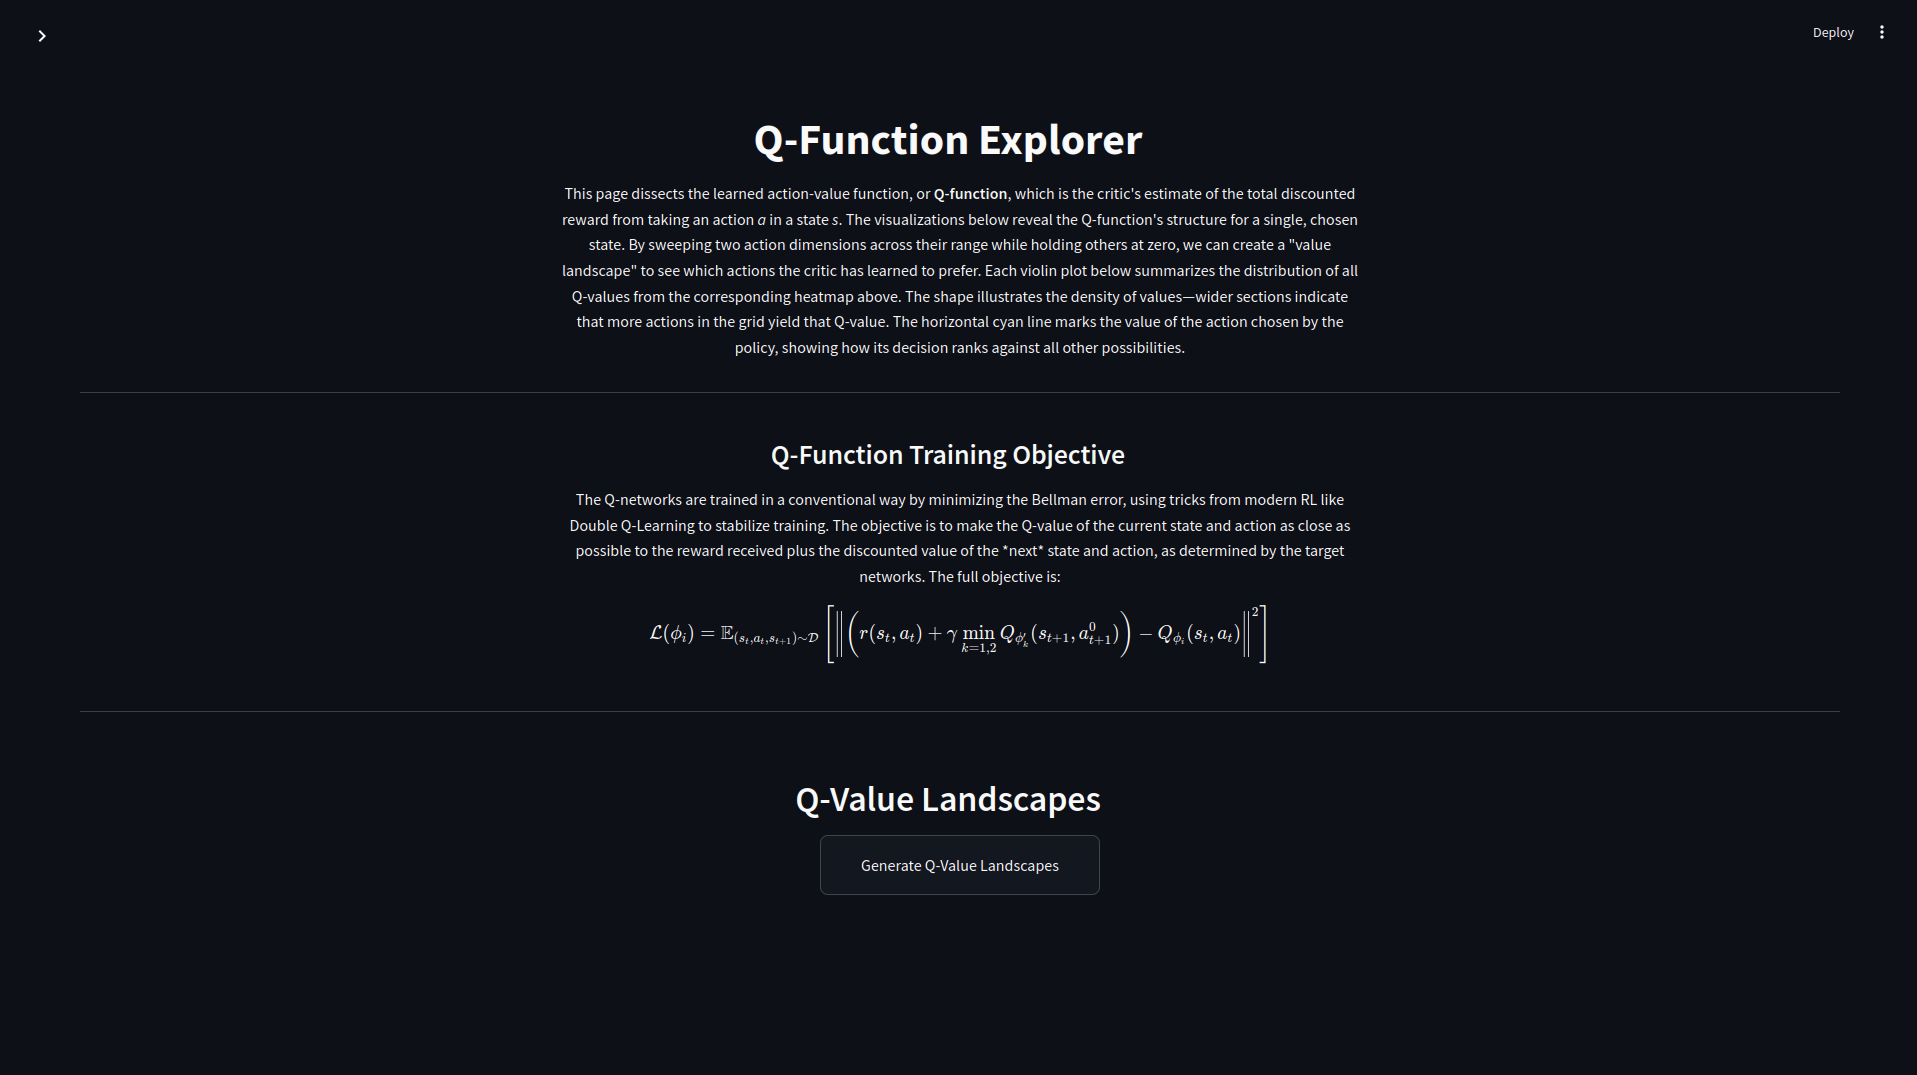 Deploy
Q-Function Explorer
This page dissects the learned action-value function, or Q-function, which is the critic's estimate of the total discounted
reward from taking an action a in a state s. The visualizations below reveal the Q-function's structure for a single, chosen
state. By sweeping two action dimensions across their range while holding others at zero, we can create a "value
landscape" to see which actions the critic has learned to prefer. Each violin plot below summarizes the distribution of all
Q-values from the corresponding heatmap above. The shape illustrates the density of values—wider sections indicate
that more actions in the grid yield that Q-value. The horizontal cyan line marks the value of the action chosen by the
policy, showing how its decision ranks against all other possibilities.
Q-Function Training Objective
The Q-networks are trained in a conventional way by minimizing the Bellman error, using tricks from modern RL like
Double Q-Learning to stabilize training. The objective is to make the Q-value of the current state and action as close as
possible to the reward received plus the discounted value of the *next* state and action, as determined by the target
networks. The full objective is:
$\mathcal{L}(\phi_i) = \mathbb{E}_{(s_t,a_t,s_{t+1})\sim\mathcal{D}} \left[ \left\| \left( r(s_t, a_t) + \gamma \min_{k=1,2} Q_{\phi'_k}(s_{t+1}, a^0_{t+1}) \right) - Q_{\phi_i}(s_t, a_t) \right\|^2 \right]$
Q-Value Landscapes
Generate Q-Value Landscapes